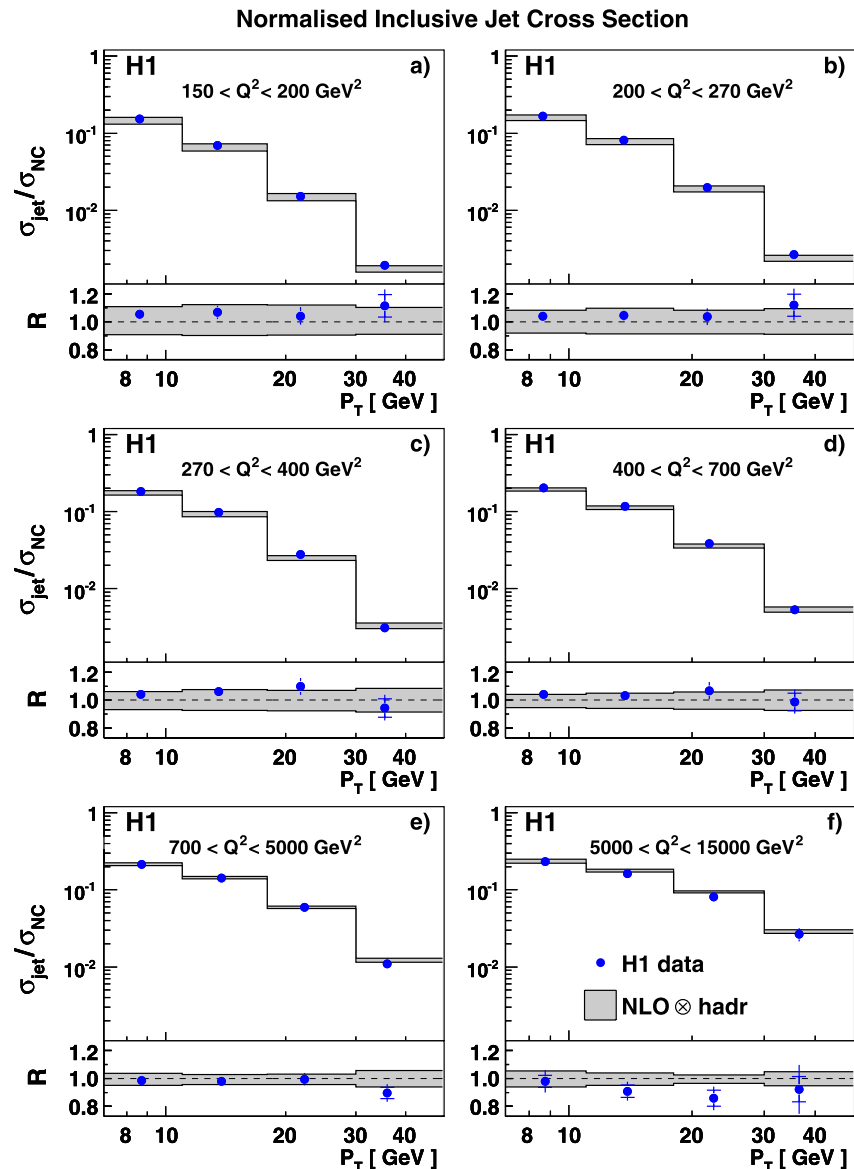 Normalised Inclusive Jet Cross Section
H1 a)
150 < Q² < 200 GeV²
σjet/σNC
1
10⁻¹
10⁻²
R
1.2
1.0
0.8
8 10 20 30 40
P_T [ GeV ]
H1 b)
200 < Q² < 270 GeV²
1
10⁻¹
10⁻²
1.2
1.0
0.8
8 10 20 30 40
P_T [ GeV ]
H1 c)
270 < Q² < 400 GeV²
σjet/σNC
1
10⁻¹
10⁻²
R
1.2
1.0
0.8
8 10 20 30 40
P_T [ GeV ]
H1 d)
400 < Q² < 700 GeV²
1
10⁻¹
10⁻²
1.2
1.0
0.8
8 10 20 30 40
P_T [ GeV ]
H1 e)
700 < Q² < 5000 GeV²
σjet/σNC
1
10⁻¹
10⁻²
R
1.2
1.0
0.8
8 10 20 30 40
P_T [ GeV ]
H1 f)
5000 < Q² < 15000 GeV²
1
10⁻¹
10⁻²
H1 data
NLO ⊗ hadr
1.2
1.0
0.8
8 10 20 30 40
P_T [ GeV ]